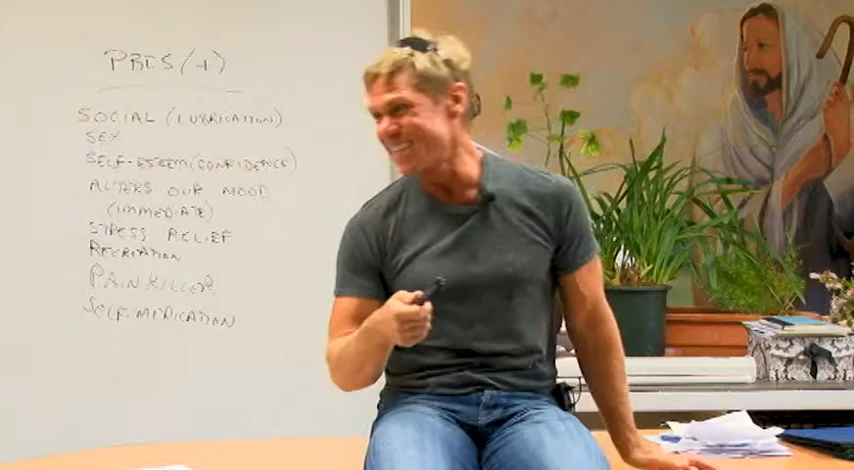 PBDS (+)
SOCIAL (LUBRICATION)
SEX
SELF-ESTEEM (CONFIDENCE)
ALTERS OUR MOOD
(IMMEDIATE)
STRESS RELIEF
RECREATION
PAIN KILLER
SELF MEDICATION